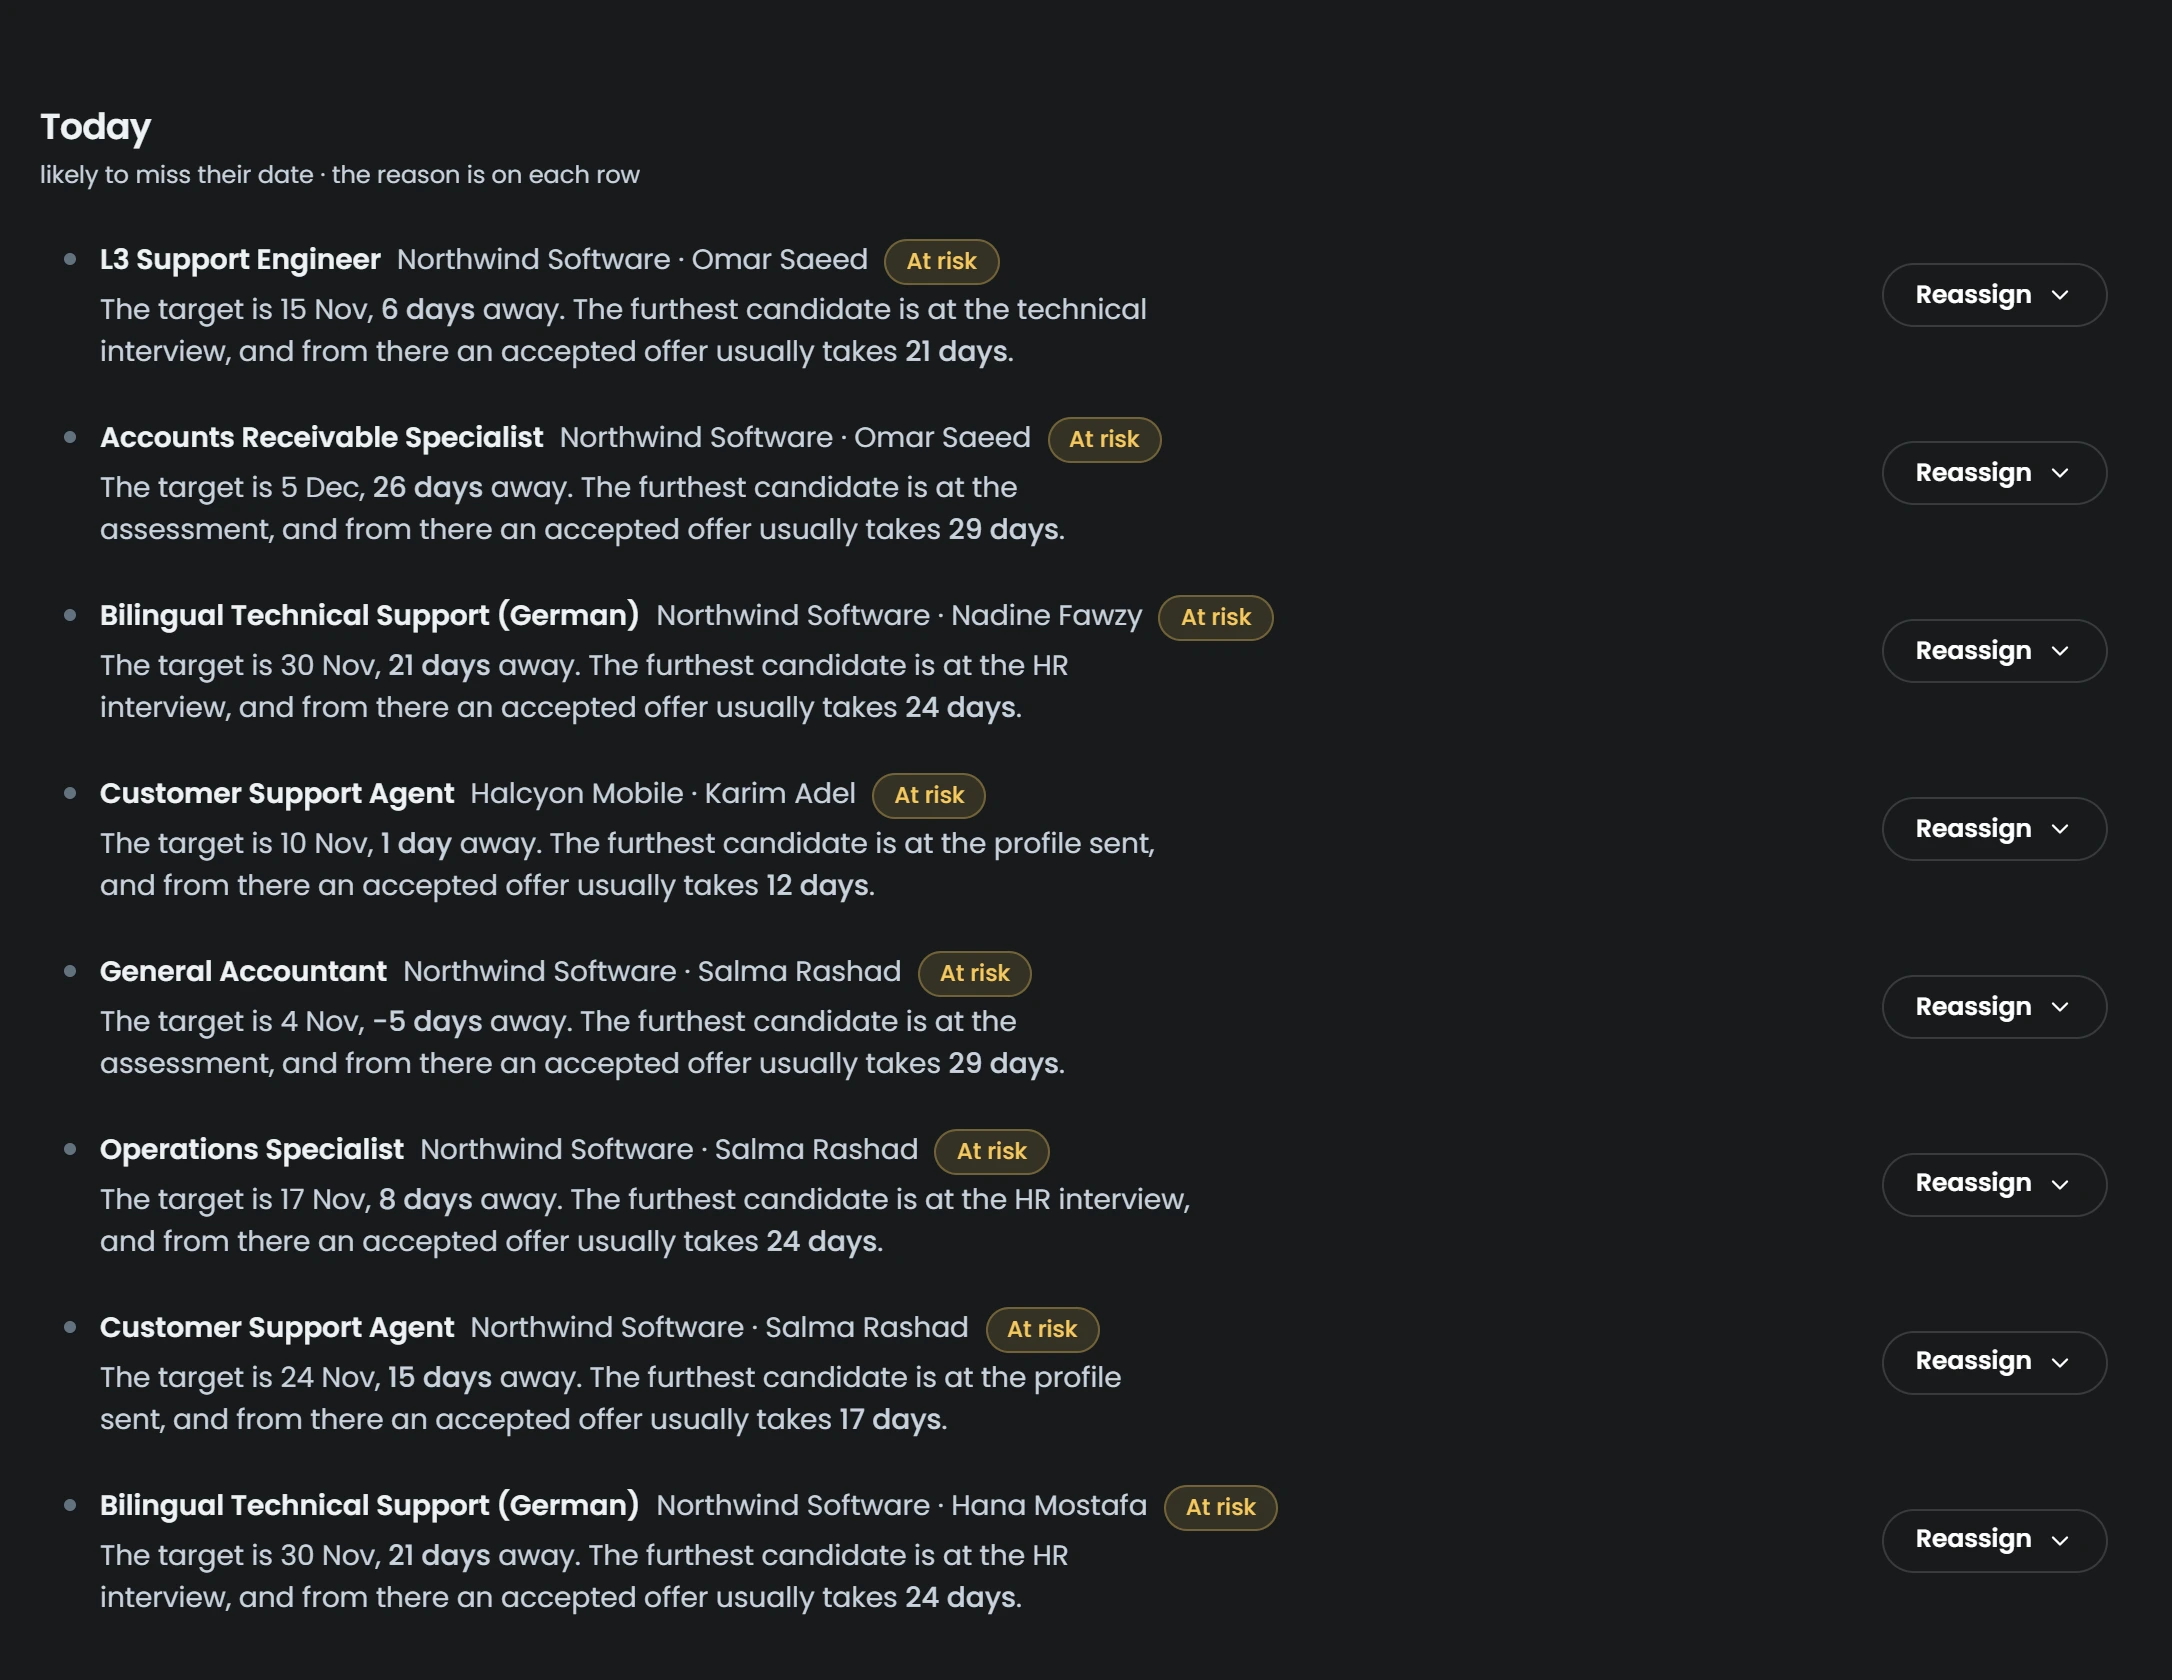 Today
likely to miss their date · the reason is on each row
L3 Support Engineer Northwind Software · Omar Saeed At risk
Reassign
The target is 15 Nov, 6 days away. The furthest candidate is at the technical
interview, and from there an accepted offer usually takes 21 days.
Accounts Receivable Specialist Northwind Software · Omar Saeed At risk
Reassign
The target is 5 Dec, 26 days away. The furthest candidate is at the
assessment, and from there an accepted offer usually takes 29 days.
Bilingual Technical Support (German) Northwind Software · Nadine Fawzy At risk
Reassign
The target is 30 Nov, 21 days away. The furthest candidate is at the HR
interview, and from there an accepted offer usually takes 24 days.
Customer Support Agent Halcyon Mobile · Karim Adel At risk
Reassign
The target is 10 Nov, 1 day away. The furthest candidate is at the profile sent,
and from there an accepted offer usually takes 12 days.
General Accountant Northwind Software · Salma Rashad At risk
Reassign
The target is 4 Nov, -5 days away. The furthest candidate is at the
assessment, and from there an accepted offer usually takes 29 days.
Operations Specialist Northwind Software · Salma Rashad At risk
Reassign
The target is 17 Nov, 8 days away. The furthest candidate is at the HR interview,
and from there an accepted offer usually takes 24 days.
Customer Support Agent Northwind Software · Salma Rashad At risk
Reassign
The target is 24 Nov, 15 days away. The furthest candidate is at the profile
sent, and from there an accepted offer usually takes 17 days.
Bilingual Technical Support (German) Northwind Software · Hana Mostafa At risk
Reassign
The target is 30 Nov, 21 days away. The furthest candidate is at the HR
interview, and from there an accepted offer usually takes 24 days.